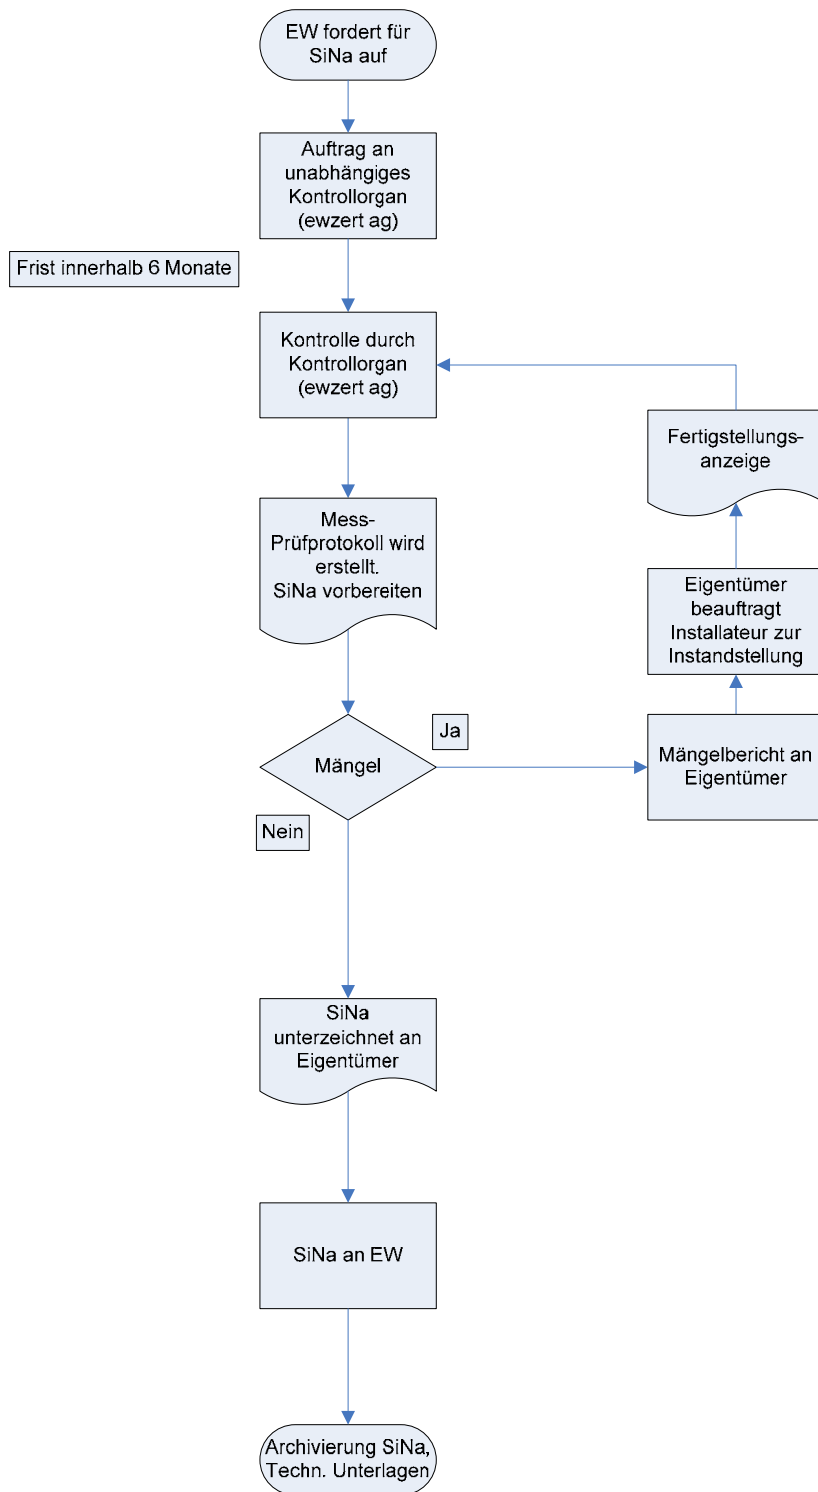 EW fordert für
SiNa auf
Auftrag an
unabhängiges
Kontrollorgan
(ewzert ag)
Frist innerhalb 6 Monate
Kontrolle durch
Kontrollorgan
(ewzert ag)
Fertigstellungs-
anzeige
Mess-
Prüfprotokoll wird
erstellt.
SiNa vorbereiten
Eigentümer
beauftragt
Installateur zur
Instandstellung
Ja
Mängel
Mängelbericht an
Eigentümer
Nein
SiNa
unterzeichnet an
Eigentümer
SiNa an EW
Archivierung SiNa,
Techn. Unterlagen